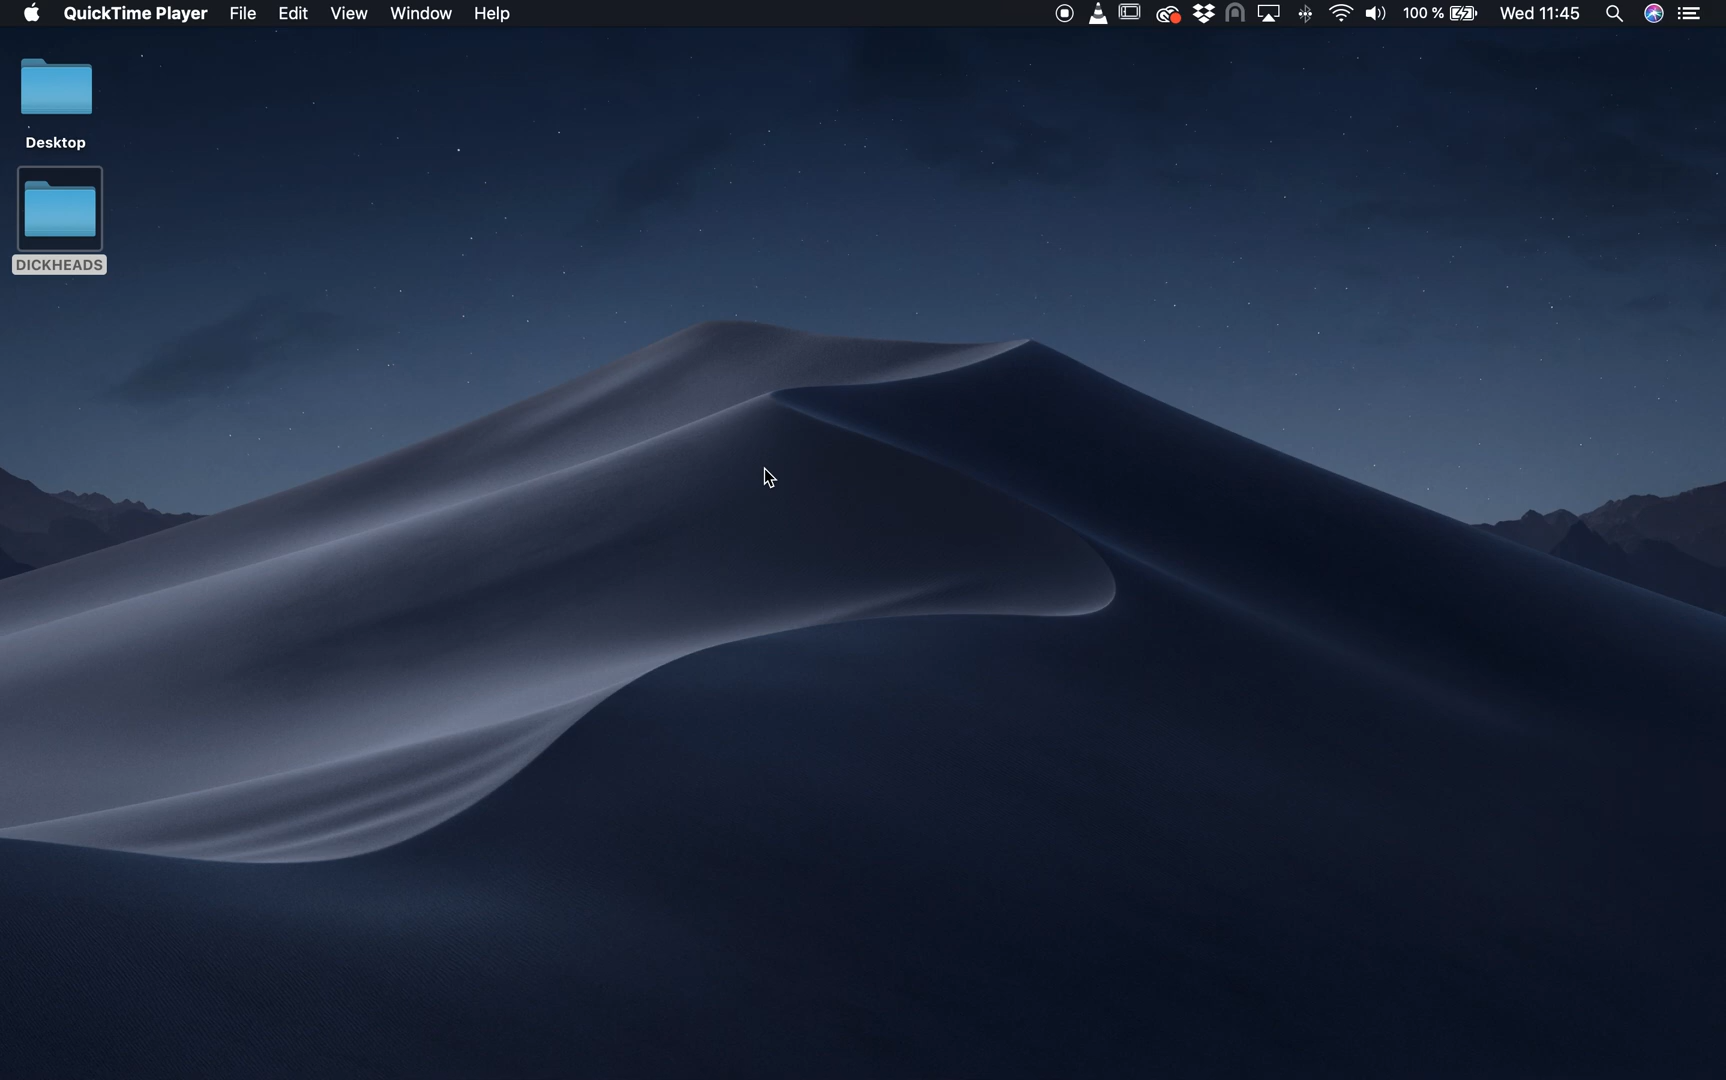 QuickTime Player File Edit View Window Help 100 % Wed 11:45
Desktop
DICKHEADS